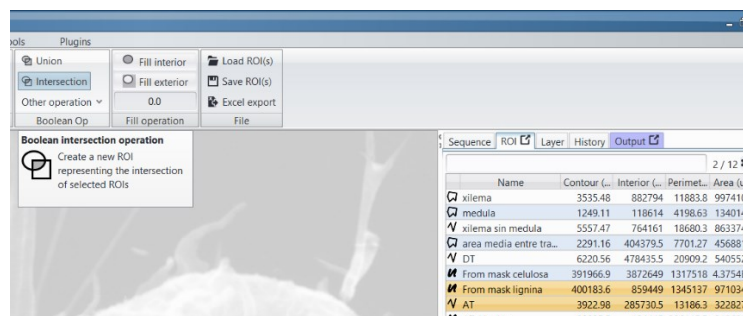 Plugins
Union
Fill interior
Load ROI(s)
Intersection
Fill exterior
Save ROI(s)
Other operation
0.0
Excel export
Boolean Op
Fill operation
File
Boolean intersection operation
Create a new ROI
representing the intersection
of selected ROIs
Sequence ROI Layer History Output
2 / 12
Name Contour (... Interior (... Perimet... Area (
xilema 3535.48 882794 11883.8
medula 1249.11 118614 4198.63
xilema sin medula 5557.47 764161 18680.3
area media entre tra... 2291.16 404379.5 7701.27
DT 6220.56 478435.5 20909.2
From mask celulosa 391966.9 3872649 1317518
From mask lignina 400183.6 859449 1345137
AT 3922.98 285730.5 13186.3